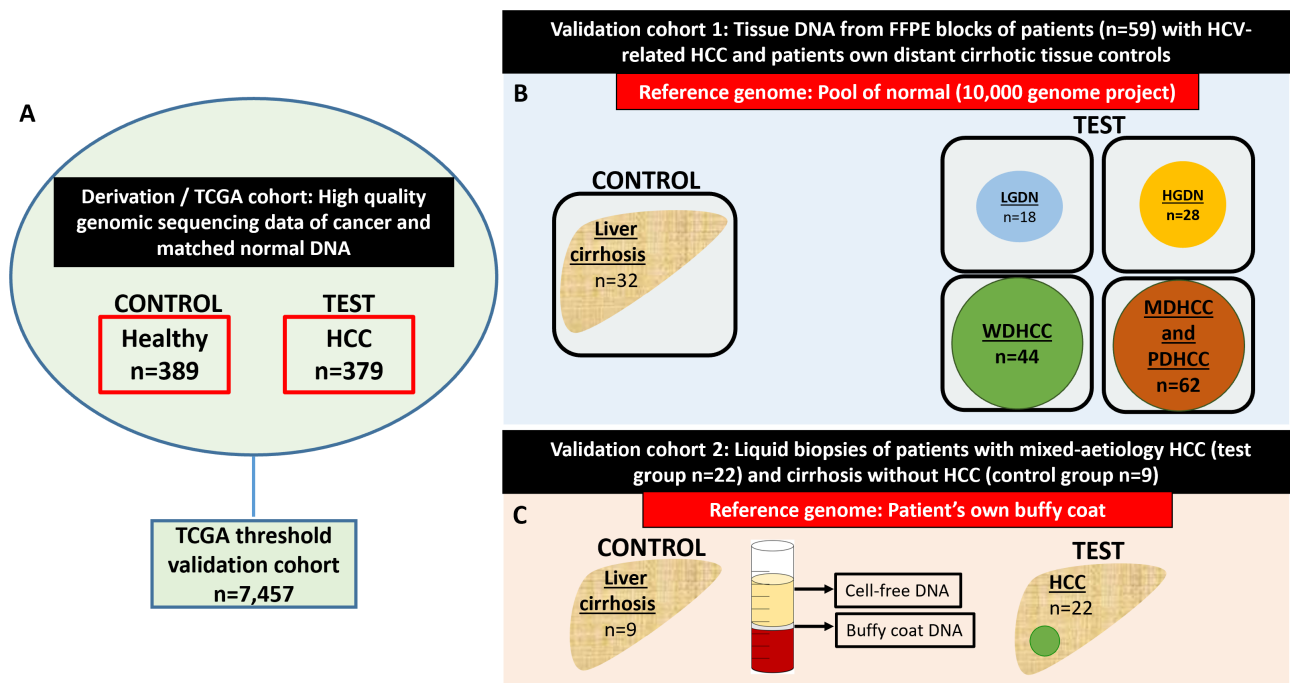 A
Derivation / TCGA cohort: High quality
genomic sequencing data of cancer and
matched normal DNA
CONTROL
Healthy
n=389
TEST
HCC
n=379
TCGA threshold
validation cohort
n=7,457
Validation cohort 1: Tissue DNA from FFPE blocks of patients (n=59) with HCV-
related HCC and patients own distant cirrhotic tissue controls
B
Reference genome: Pool of normal (10,000 genome project)
CONTROL
Liver
cirrhosis
n=32
TEST
LGDN
n=18
HGDN
n=28
WDHCC
n=44
MDHCC
and
PDHCC
n=62
Validation cohort 2: Liquid biopsies of patients with mixed-aetiology HCC (test
group n=22) and cirrhosis without HCC (control group n=9)
C
Reference genome: Patient’s own buffy coat
CONTROL
Liver
cirrhosis
n=9
Cell-free DNA
Buffy coat DNA
TEST
HCC
n=22